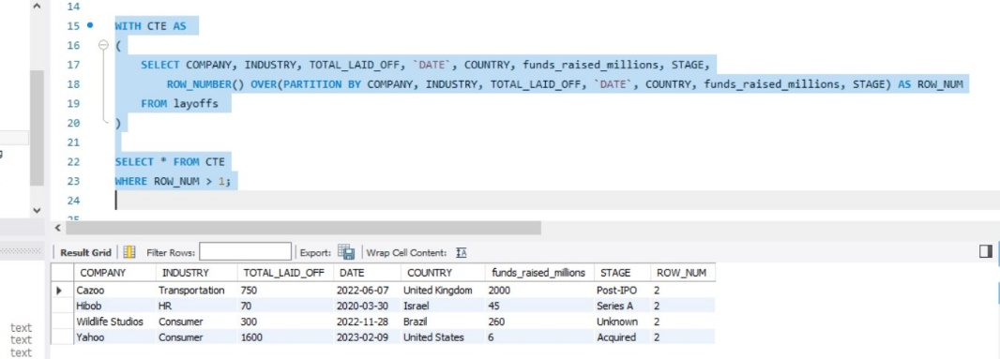 14
15 WITH CTE AS
16 (
17 SELECT COMPANY, INDUSTRY, TOTAL_LAID_OFF, `DATE`, COUNTRY, funds_raised_millions, STAGE,
18 ROW_NUMBER() OVER(PARTITION BY COMPANY, INDUSTRY, TOTAL_LAID_OFF, `DATE`, COUNTRY, funds_raised_millions, STAGE) AS ROW_NUM
19 FROM layoffs
20 )
21
22 SELECT * FROM CTE
23 WHERE ROW_NUM > 1;
24
25
Result Grid Filter Rows: Export: Wrap Cell Content:
COMPANY INDUSTRY TOTAL_LAID_OFF DATE COUNTRY funds_raised_millions STAGE ROW_NUM
Cazoo Transportation 750 2022-06-07 United Kingdom 2000 Post-IPO 2
Hibob HR 70 2020-03-30 Israel 45 Series A 2
Wildlife Studios Consumer 300 2022-11-28 Brazil 260 Unknown 2
Yahoo Consumer 1600 2023-02-09 United States 6 Acquired 2
text
text
text